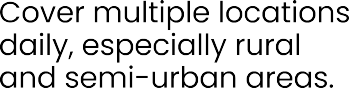 Cover multiple locations
daily, especially rural
and semi-urban areas.